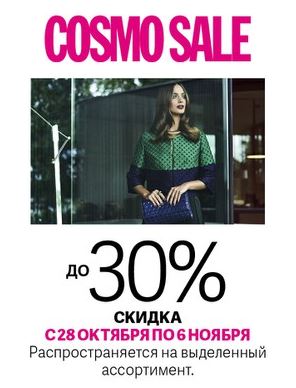 COSMO SALE
ДО 30%
СКИДКА
С 28 ОКТЯБРЯ ПО 6 НОЯБРЯ
Распространяется на выделенный
ассортимент.